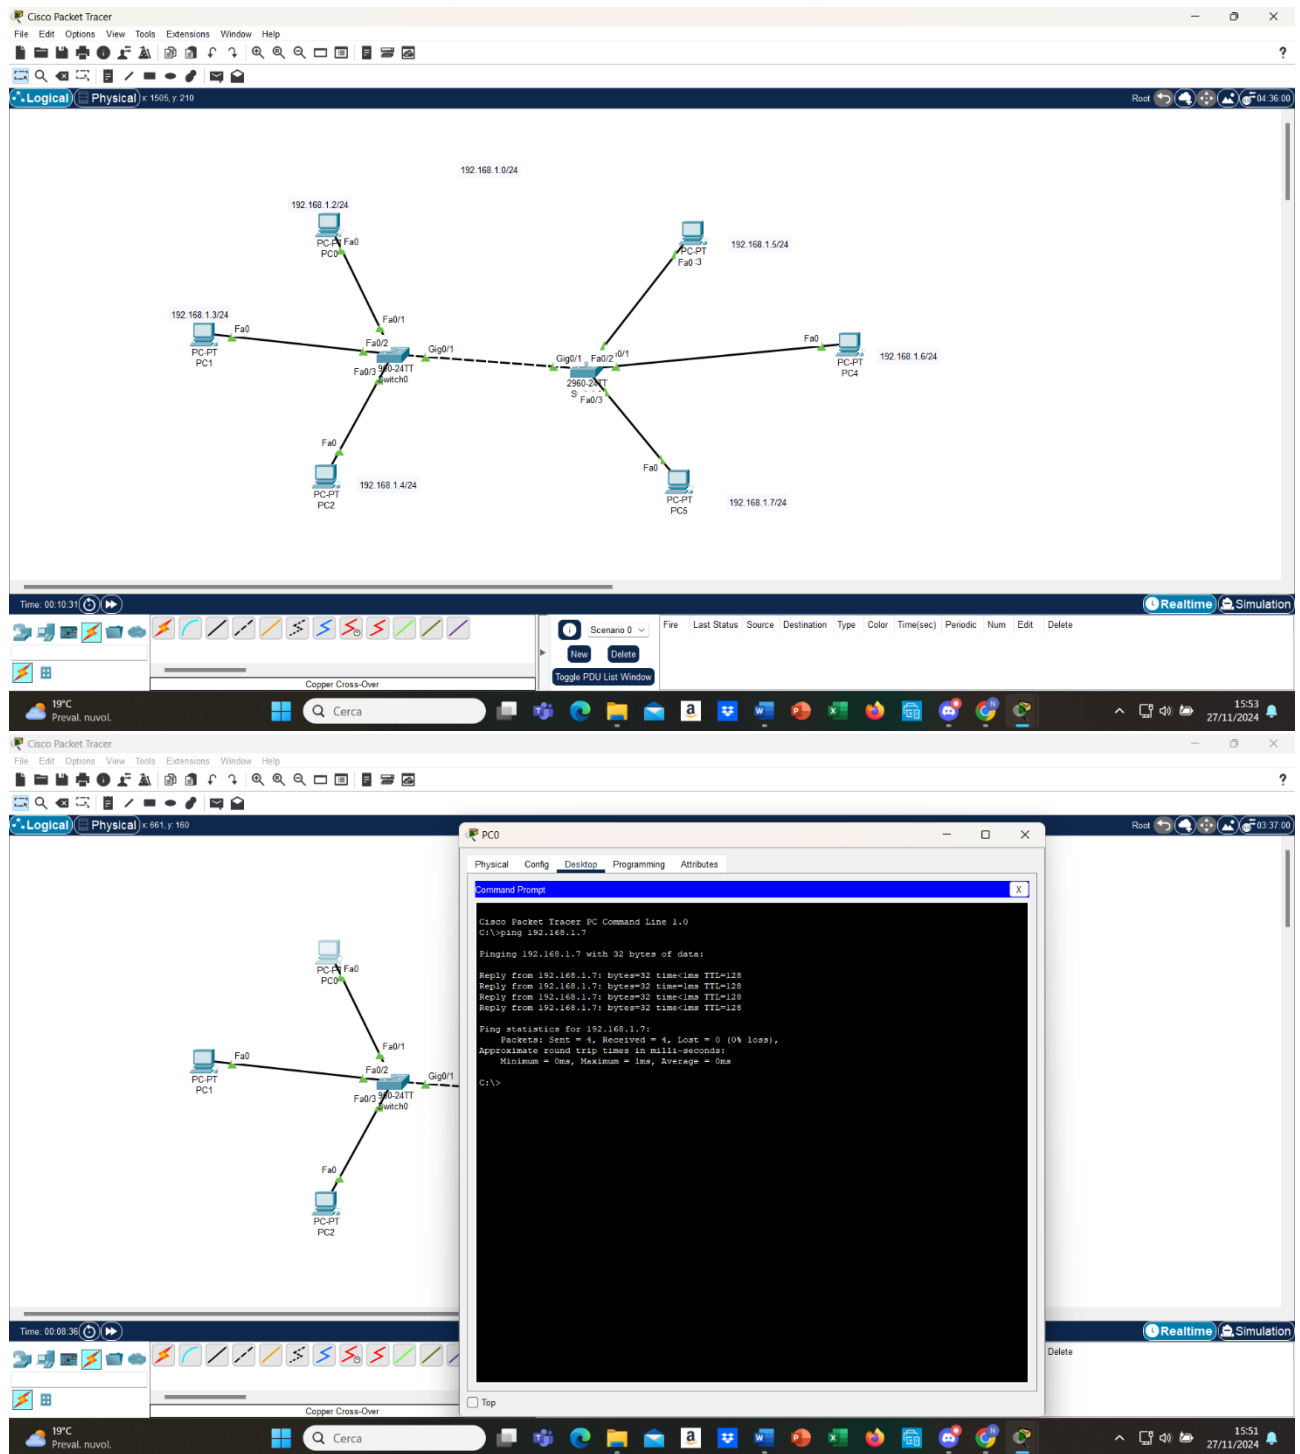 Cisco Packet Tracer
File Edit Options View Tools Extensions Window Help
?
Logical Physical x: 1505, y: 210 Root 04:36:00
192.168.1.0/24
192.168.1.2/24
PC-PT Fa0
PC0
192.168.1.5/24
PC-PT
Fa0 :3
192.168.1.3/24
Fa0
PC-PT
PC1
Fa0/1
Fa0/2
Gig0/1
Fa0/3
Switch0
Gig0/1 Fa0/2 0/1
2960-24TT
Fa0/3
Fa0
PC-PT
PC4
192.168.1.6/24
Fa0
PC-PT
PC2
192.168.1.4/24
Fa0
PC-PT
PC5
192.168.1.7/24
Time: 00:10:31 Realtime Simulation
Scenario 0
New Delete
Toggle PDU List Window
Fire Last Status Source Destination Type Color Time(sec) Periodic Num Edit Delete
Copper Cross-Over
19°C
Preval. nuvol.
Cerca
15:53
27/11/2024
Cisco Packet Tracer
File Edit Options View Tools Extensions Window Help
?
Logical Physical x: 661, y: 160 Root 03:37:00
PC0
Physical Config Desktop Programming Attributes
Command Prompt X
Cisco Packet Tracer PC Command Line 1.0
C:\>ping 192.168.1.7
Pinging 192.168.1.7 with 32 bytes of data:
Reply from 192.168.1.7: bytes=32 time<1ms TTL=128
Reply from 192.168.1.7: bytes=32 time=1ms TTL=128
Reply from 192.168.1.7: bytes=32 time<1ms TTL=128
Reply from 192.168.1.7: bytes=32 time<1ms TTL=128
Ping statistics for 192.168.1.7:
Packets: Sent = 4, Received = 4, Lost = 0 (0% loss),
Approximate round trip times in milli-seconds:
Minimum = 0ms, Maximum = 1ms, Average = 0ms
C:\>
Top
PC-PT Fa0
PC0
Fa0
PC-PT
PC1
Fa0/1
Fa0/2
Gig0/1
Fa0/3
Switch0
Fa0
PC-PT
PC2
Time: 00:08:36 Realtime Simulation
Delete
Copper Cross-Over
19°C
Preval. nuvol.
Cerca
15:51
27/11/2024